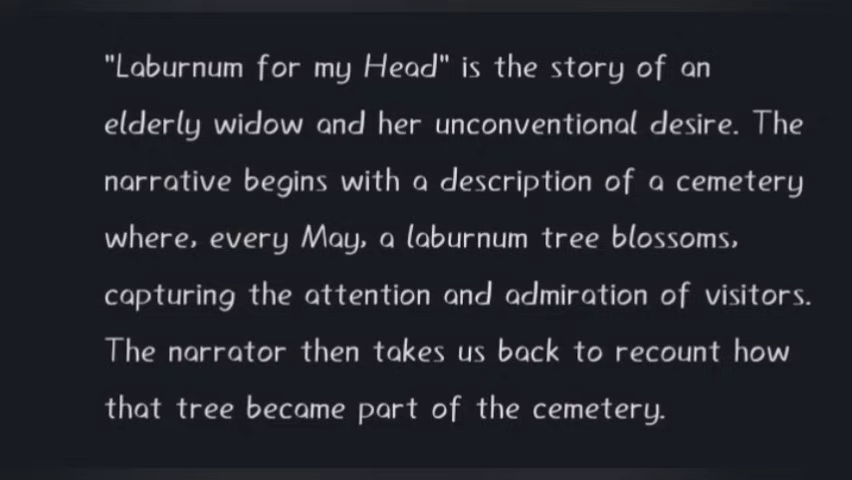 "Laburnum for my Head" is the story of an
elderly widow and her unconventional desire. The
narrative begins with a description of a cemetery
where, every May, a laburnum tree blossoms,
capturing the attention and admiration of visitors.
The narrator then takes us back to recount how
that tree became part of the cemetery.